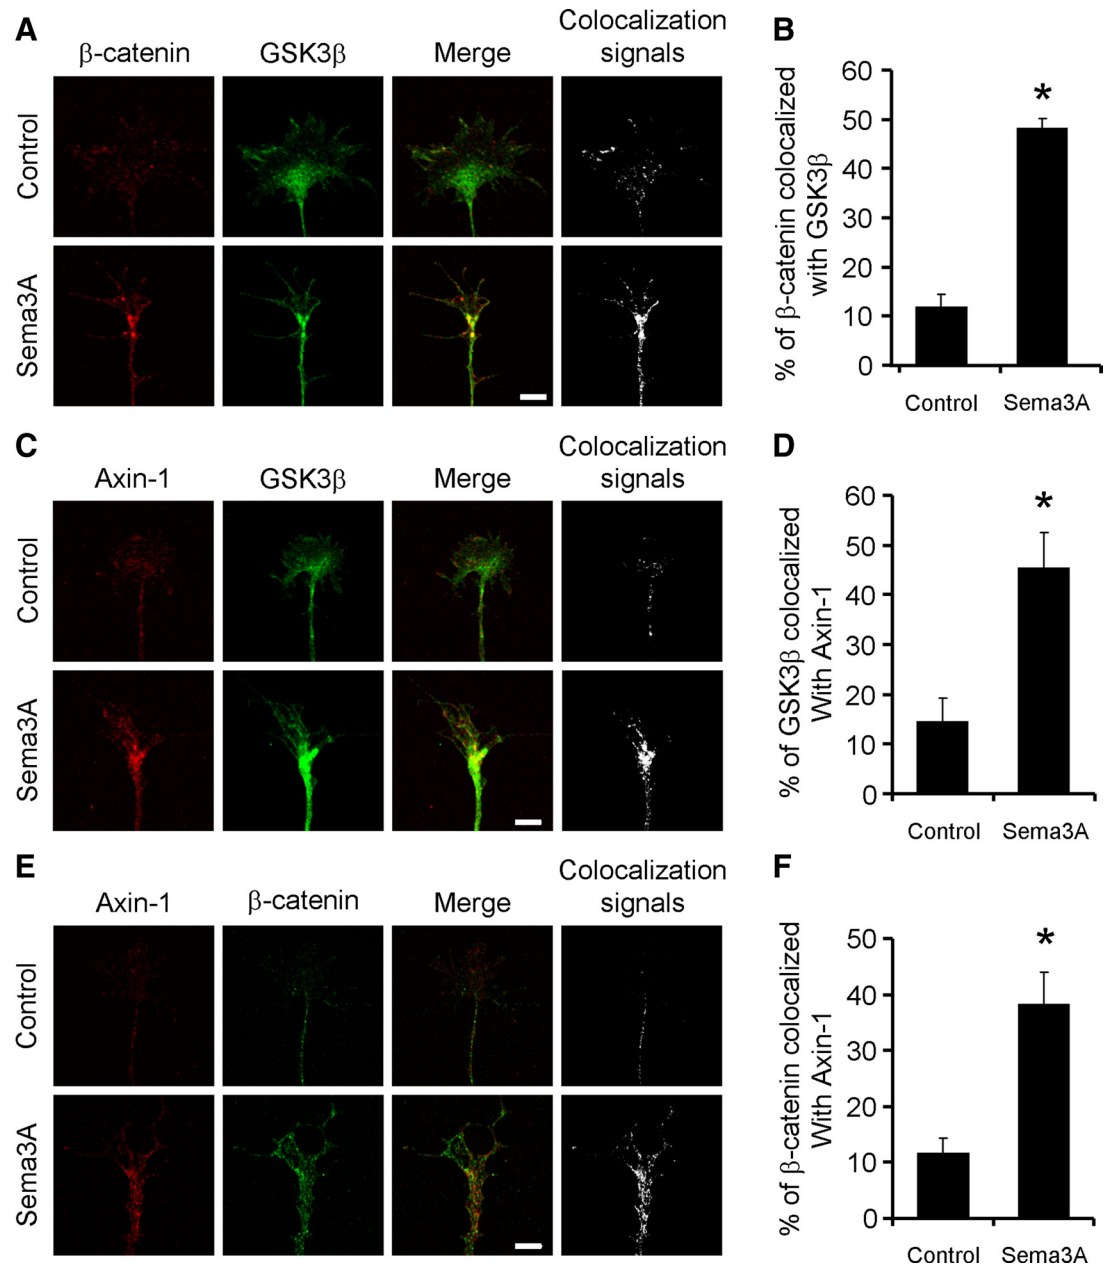 A
β-catenin
GSK3β
Merge
Colocalization
signals
Control
Sema3A
B
% of β-catenin colocalized
with GSK3β
60
50
40
30
20
10
0
*
Control
Sema3A
C
Axin-1
GSK3β
Merge
Colocalization
signals
Control
Sema3A
D
% of GSK3β colocalized
With Axin-1
60
50
40
30
20
10
0
*
Control
Sema3A
E
Axin-1
β-catenin
Merge
Colocalization
signals
Control
Sema3A
F
% of β-catenin colocalized
With Axin-1
50
40
30
20
10
0
*
Control
Sema3A